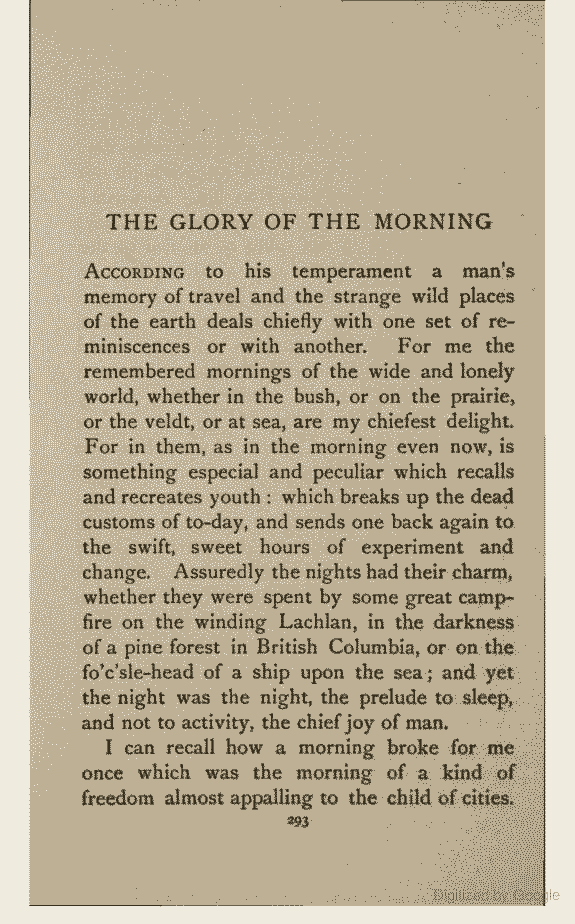 THE GLORY OF THE MORNING
ACCORDING to his temperament a man's
memory of travel and the strange wild places
of the earth deals chiefly with one set of re-
miniscences or with another. For me the
remembered mornings of the wide and lonely
world, whether in the bush, or on the prairie,
or the veldt, or at sea, are my chiefest delight.
For in them, as in the morning even now, is
something especial and peculiar which recalls
and recreates youth : which breaks up the dead
customs of to-day, and sends one back again to
the swift, sweet hours of experiment and
change. Assuredly the nights had their charm,
whether they were spent by some great camp-
fire on the winding Lachlan, in the darkness
of a pine forest in British Columbia, or on the
fo'c'sle-head of a ship upon the sea; and yet
the night was the night, the prelude to sleep,
and not to activity, the chief joy of man.
I can recall how a morning broke for me
once which was the morning of a kind of
freedom almost appalling to the child of cities.
293
Digitized by Google